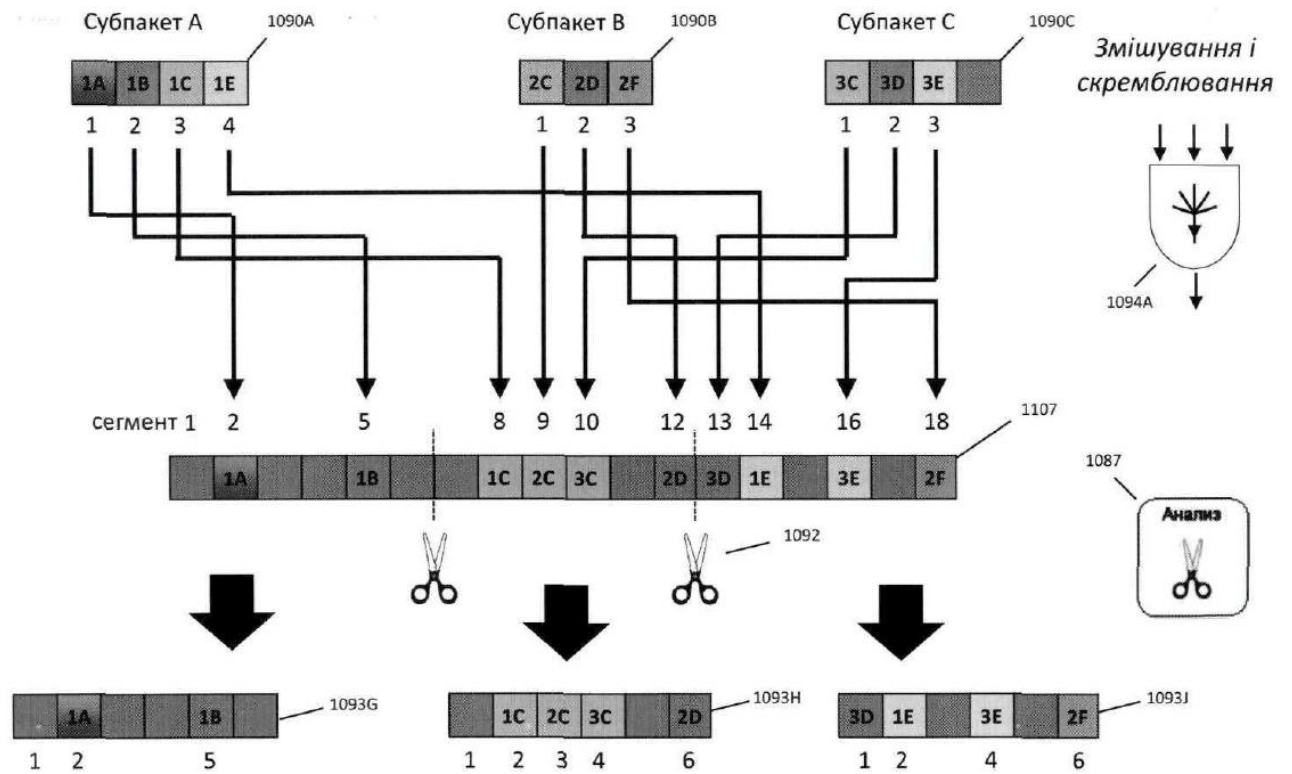 Субпакет A 1090A Субпакет B 1090B Субпакет C 1090C
Змішування і
скремблювання
1A 1B 1C 1E 2C 2D 2F 3C 3D 3E
1 2 3 4 1 2 3 1 2 3
1094A
сегмент 1 2 5 8 9 10 12 13 14 16 18 1107
1A 1B 1C 2C 3C 2D 3D 1E 3E 2F
1087
Анализ
1092
1093G 1093H 1093J
1A 1B 1C 2C 3C 2D 3D 1E 3E 2F
1 2 5 1 2 3 4 6 1 2 4 6